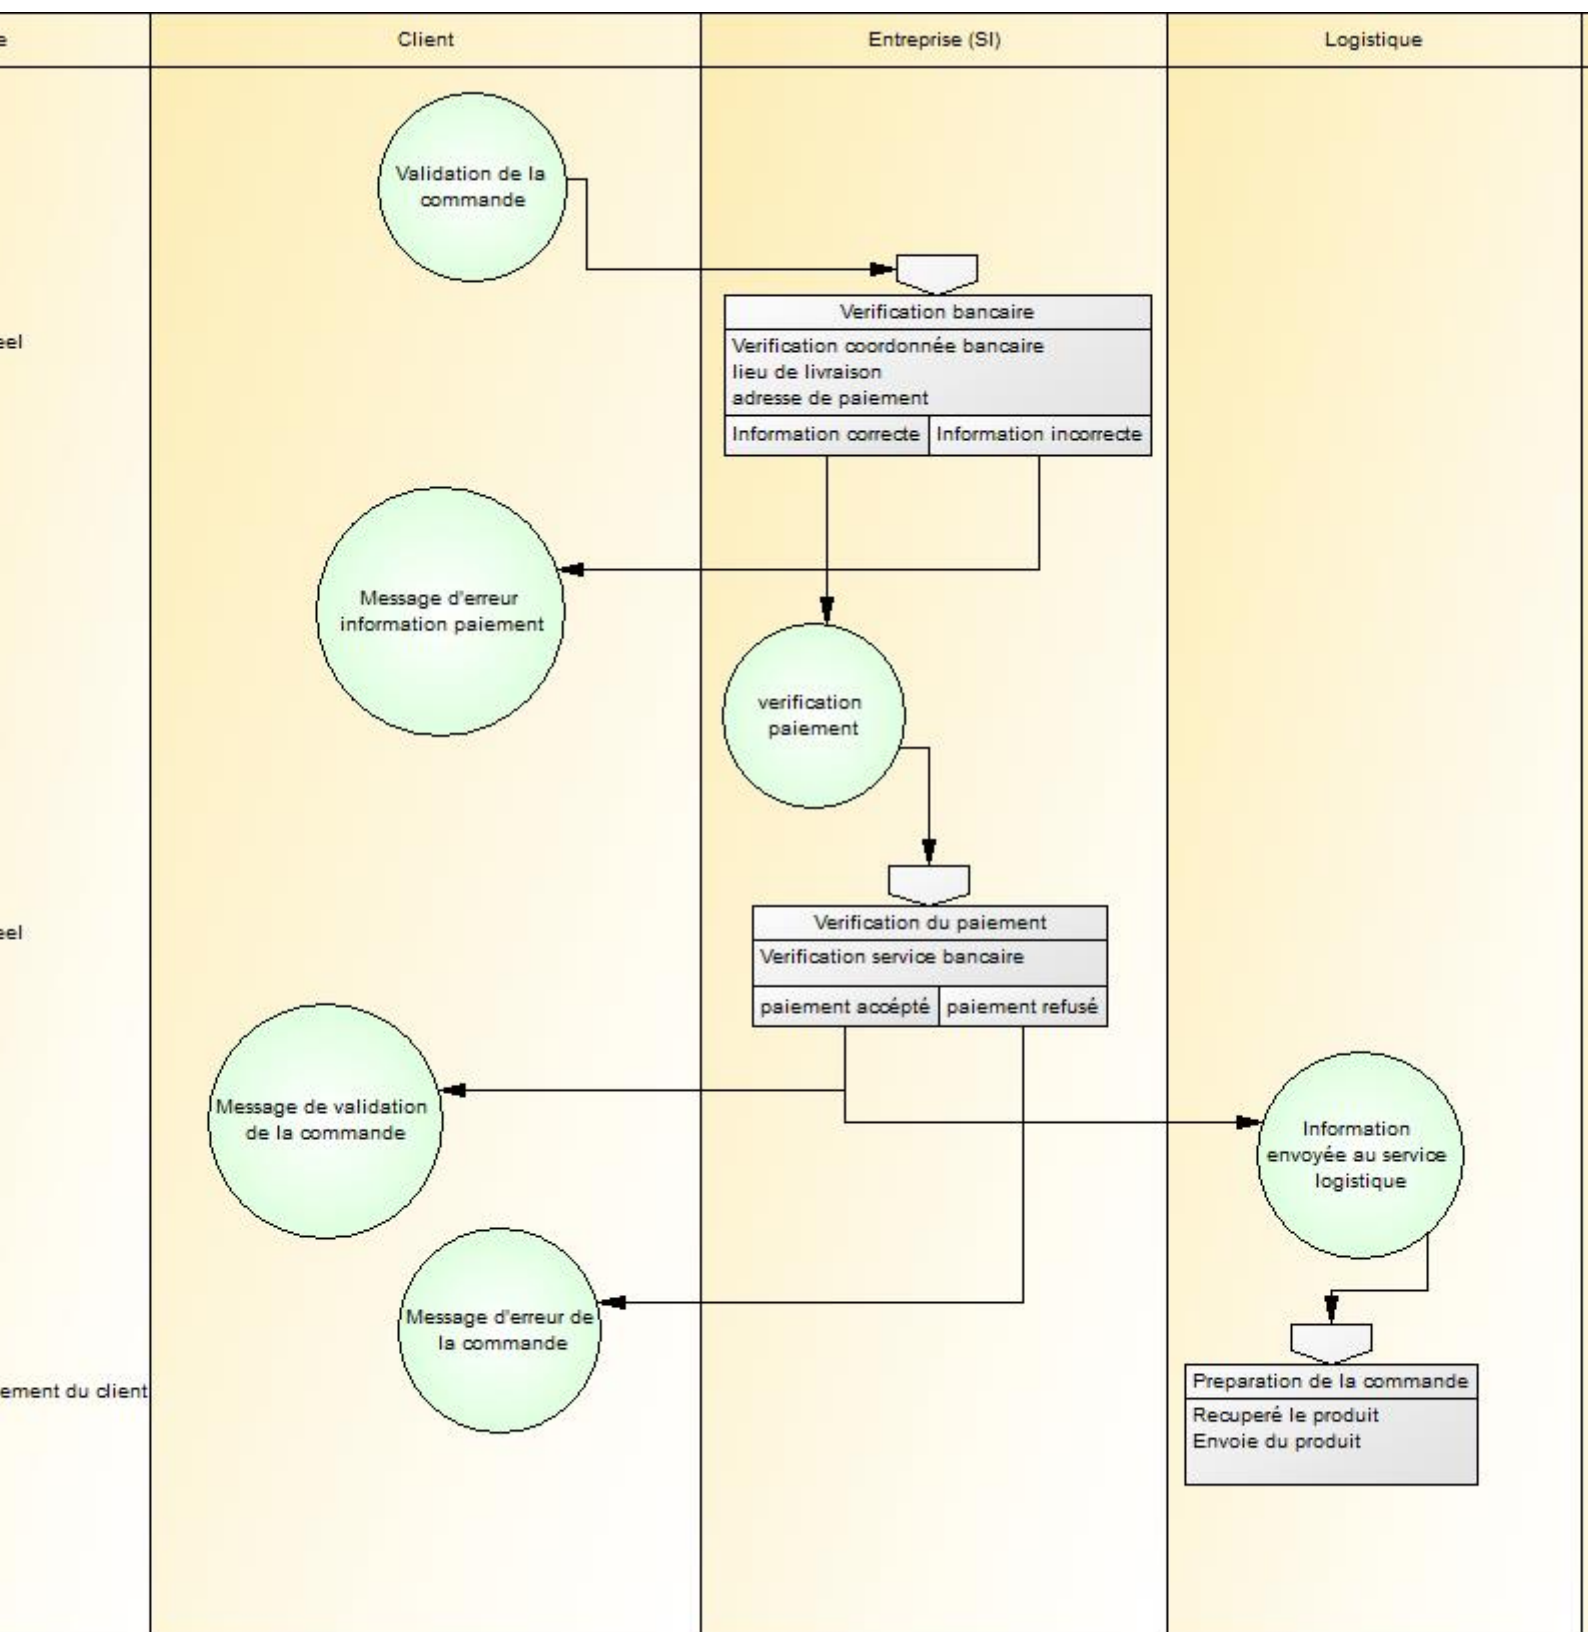 Client
Entreprise (SI)
Logistique
Validation de la
commande
Verification bancaire
Verification coordonnée bancaire
lieu de livraison
adresse de paiement
Information correcte
Information incorrecte
Message d'erreur
information paiement
verification
paiement
Verification du paiement
Verification service bancaire
paiement accépté
paiement refusé
Message de validation
de la commande
Information
envoyée au service
logistique
Message d'erreur de
la commande
ement du client
Preparation de la commande
Recuperé le produit
Envoie du produit